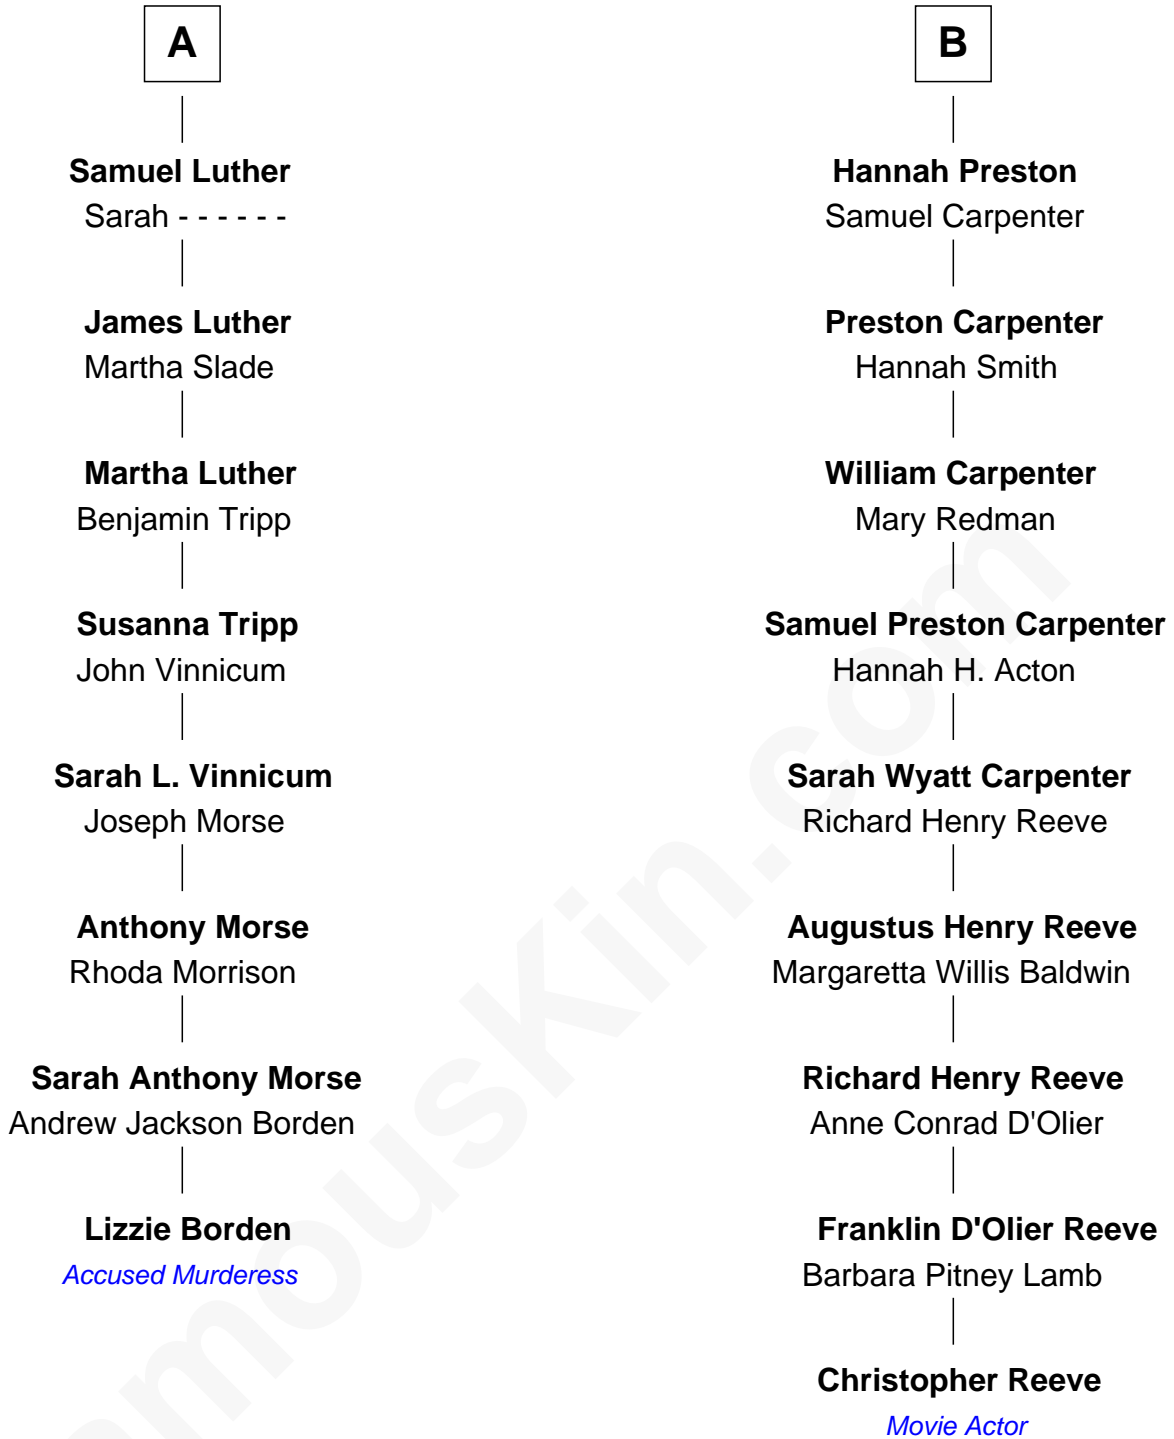 A
Samuel Luther
Sarah - - - - - -
James Luther
Martha Slade
Martha Luther
Benjamin Tripp
Susanna Tripp
John Vinnicum
Sarah L. Vinnicum
Joseph Morse
Anthony Morse
Rhoda Morrison
Sarah Anthony Morse
Andrew Jackson Borden
Lizzie Borden
Accused Murderess
B
Hannah Preston
Samuel Carpenter
Preston Carpenter
Hannah Smith
William Carpenter
Mary Redman
Samuel Preston Carpenter
Hannah H. Acton
Sarah Wyatt Carpenter
Richard Henry Reeve
Augustus Henry Reeve
Margaretta Willis Baldwin
Richard Henry Reeve
Anne Conrad D'Olier
Franklin D'Olier Reeve
Barbara Pitney Lamb
Christopher Reeve
Movie Actor
amousKin.com